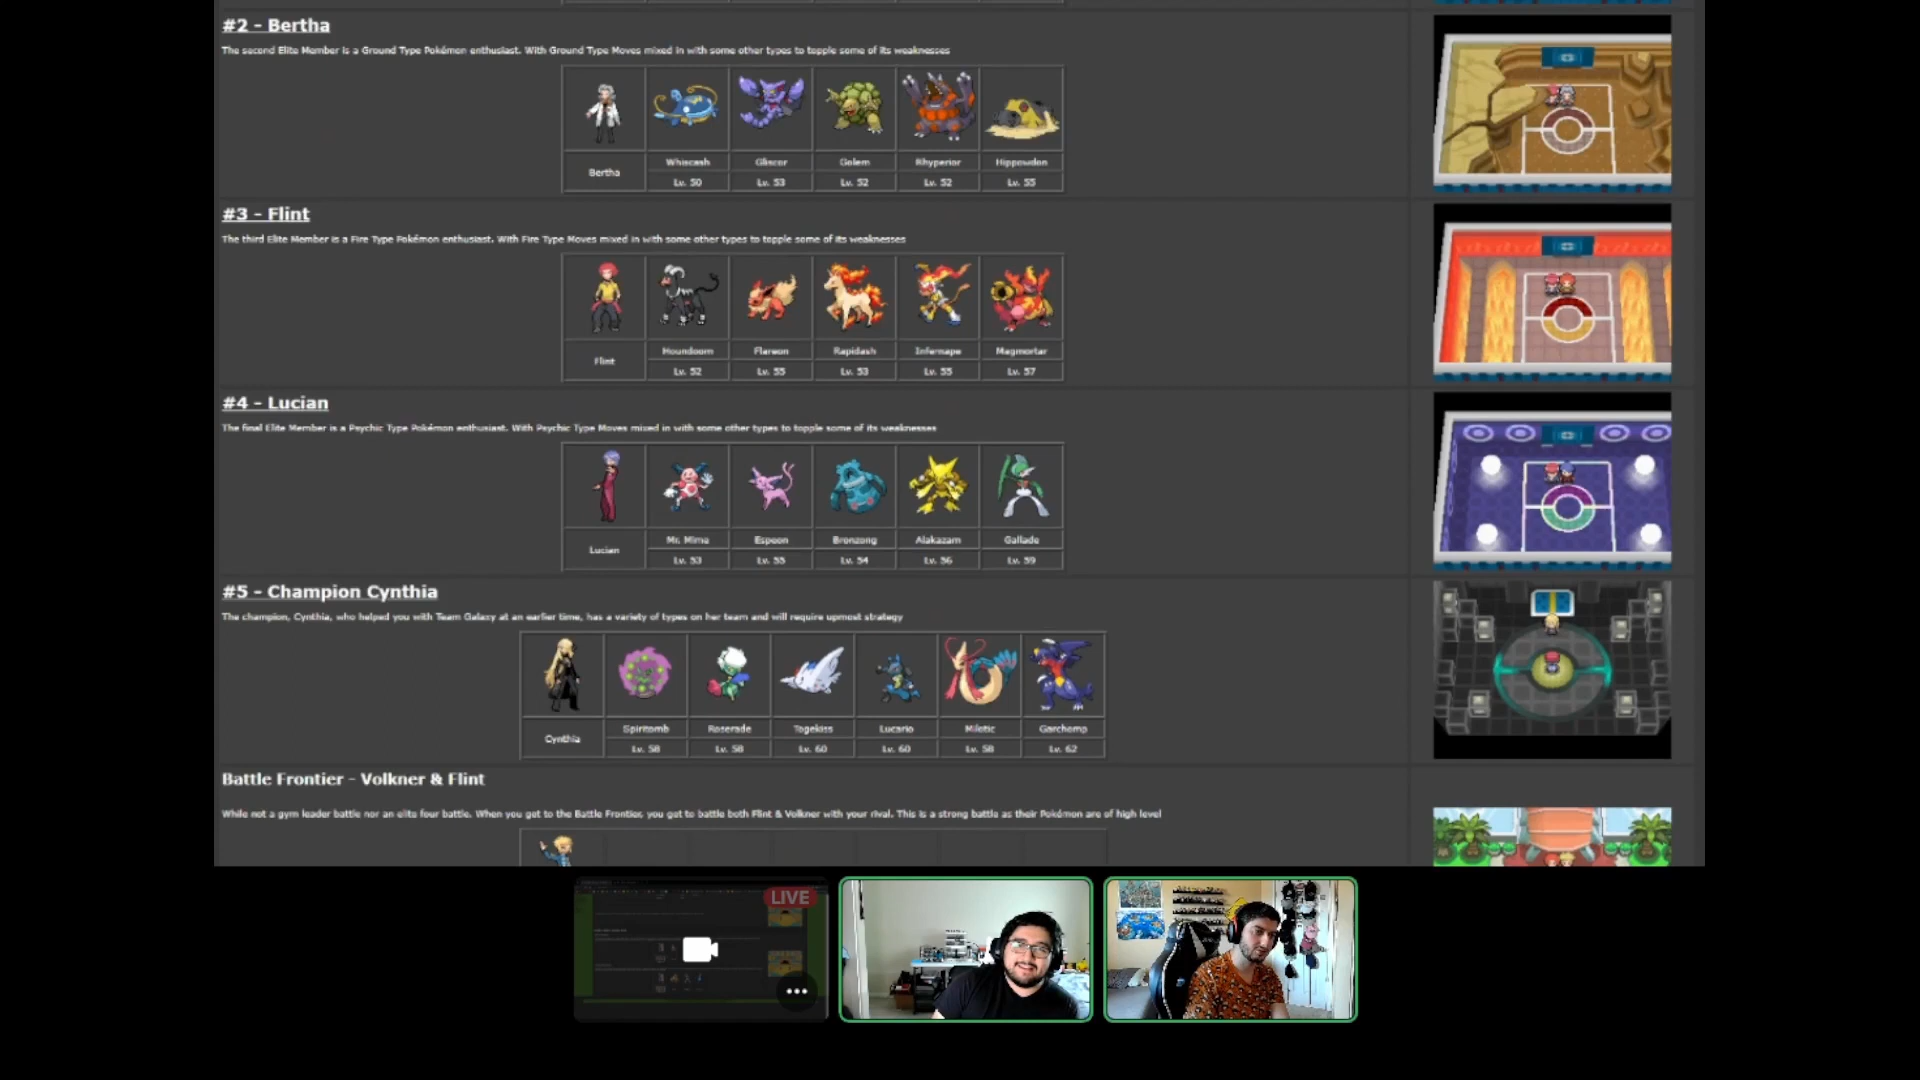 #2 - Bertha
The second Elite Member is a Ground Type Pokémon enthusiast. With Ground Type Moves mixed in with some other types to topple some of its weaknesses
Bertha
Whiscash
Gliscor
Golem
Rhyperior
Hippowdon
Lv. 50
Lv. 53
Lv. 52
Lv. 52
Lv. 55
#3 - Flint
The third Elite Member is a Fire Type Pokémon enthusiast. With Fire Type Moves mixed in with some other types to topple some of its weaknesses
Flint
Houndoom
Flareon
Rapidash
Infernape
Magmortar
Lv. 52
Lv. 55
Lv. 53
Lv. 55
Lv. 57
#4 - Lucian
The final Elite Member is a Psychic Type Pokémon enthusiast. With Psychic Type Moves mixed in with some other types to topple some of its weaknesses
Lucian
Mr. Mime
Espeon
Bronzong
Alakazam
Gallade
Lv. 53
Lv. 55
Lv. 54
Lv. 56
Lv. 59
#5 - Champion Cynthia
The champion, Cynthia, who helped you with Team Galaxy at an earlier time, has a variety of types on her team and will require upmost strategy
Cynthia
Spiritomb
Roserade
Togekiss
Lucario
Milotic
Garchomp
Lv. 58
Lv. 58
Lv. 60
Lv. 60
Lv. 58
Lv. 62
Battle Frontier - Volkner & Flint
While not a gym leader battle nor an elite four battle. When you get to the Battle Frontier, you get to battle both Flint & Volkner with your rival. This is a strong battle as their Pokémon are of high level
LIVE